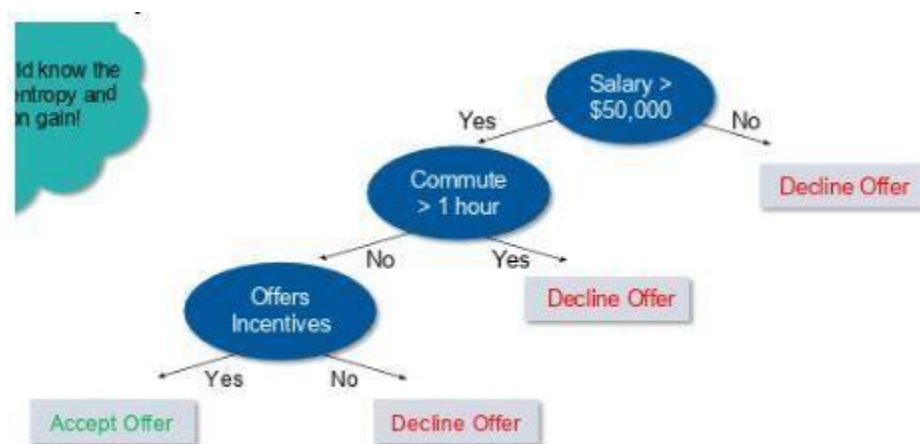 know the
entropy and
gain!
Salary >
$50,000
Yes
No
Commute
> 1 hour
Decline Offer
No
Yes
Offers
Incentives
Decline Offer
Yes
No
Accept Offer
Decline Offer